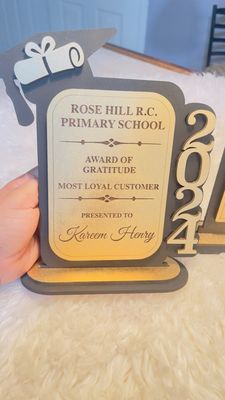 ROSE HILL R.C.
PRIMARY SCHOOL
AWARD OF
GRATITUDE
MOST LOYAL CUSTOMER
PRESENTED TO
Kareem Henry
2024